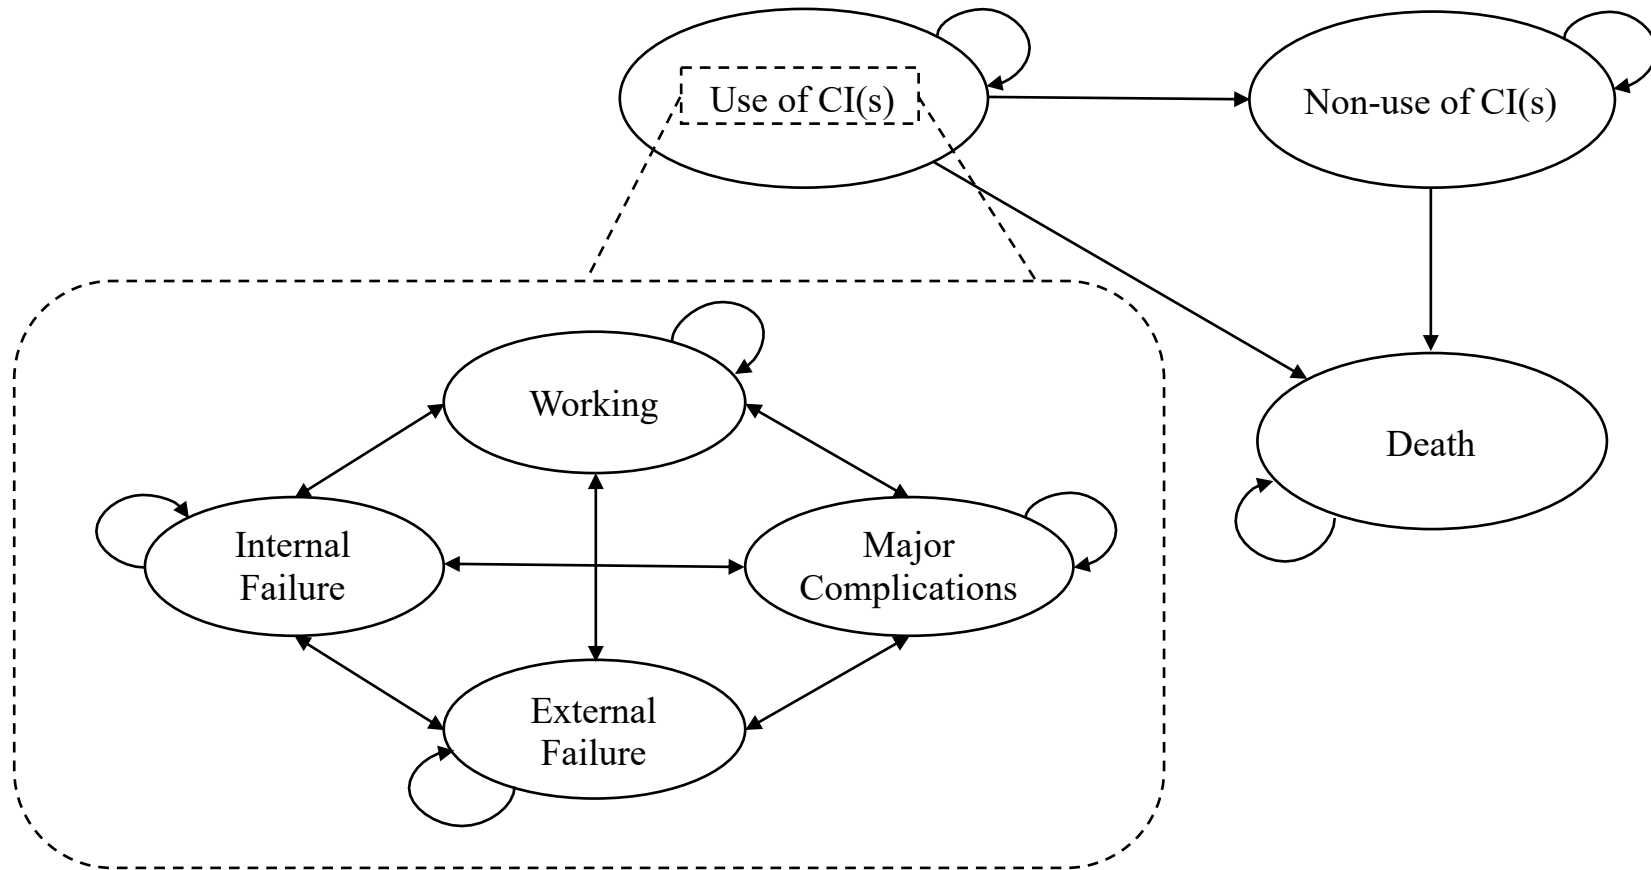 Use of CI(s)
Non-use of CI(s)
Working
Death
Internal
Failure
Major
Complications
External
Failure